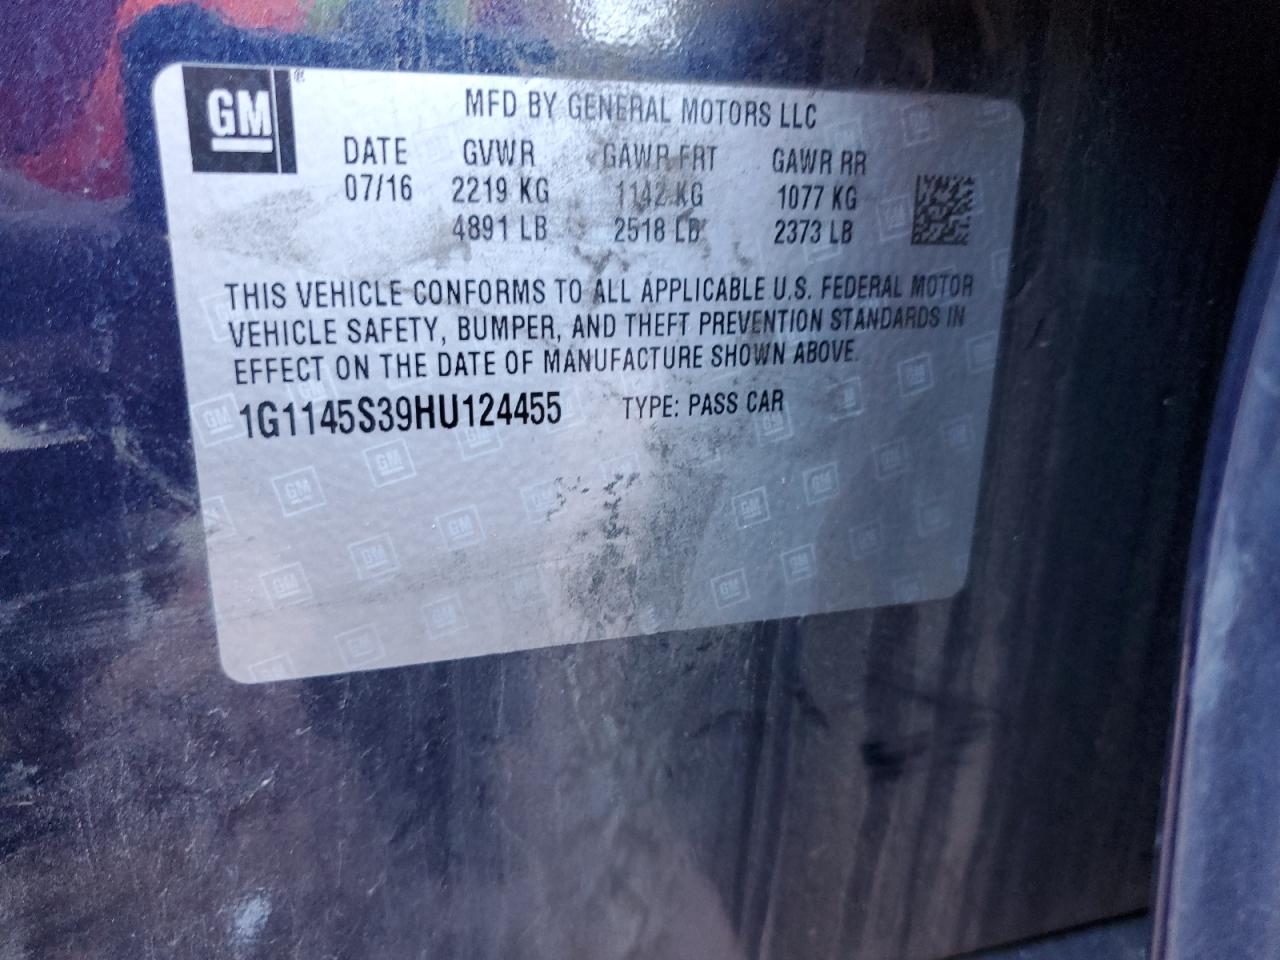 GM ®
MFD BY GENERAL MOTORS LLC
DATE GVWR GAWR FRT GAWR RR
07/16 2219 KG 1142 KG 1077 KG
4891 LB 2518 LB 2373 LB
THIS VEHICLE CONFORMS TO ALL APPLICABLE U.S. FEDERAL MOTOR
VEHICLE SAFETY, BUMPER, AND THEFT PREVENTION STANDARDS IN
EFFECT ON THE DATE OF MANUFACTURE SHOWN ABOVE.
1G1145S39HU124455 TYPE: PASS CAR